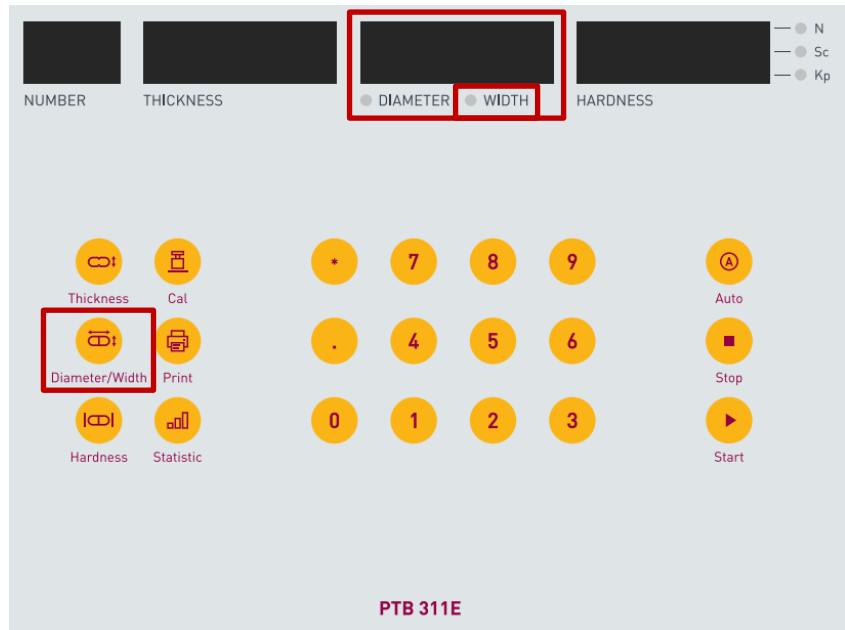 N
Sc
Kp
NUMBER THICKNESS DIAMETER WIDTH HARDNESS
* 7 8 9 A
Thickness Cal Auto
. 4 5 6
Diameter/Width Print Stop
0 1 2 3
Hardness Statistic Start
PTB 311E